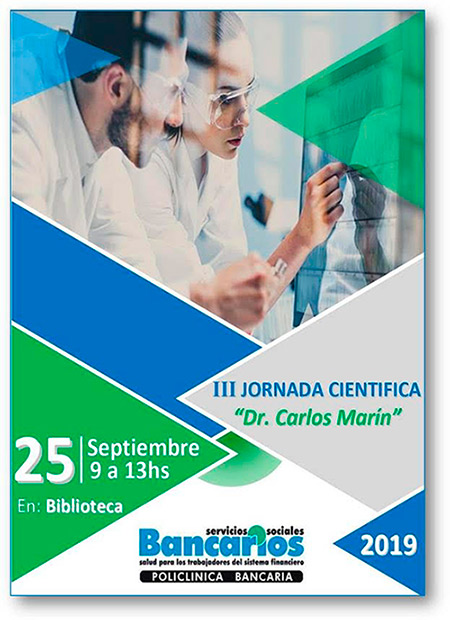 III JORNADA CIENTIFICA
“Dr. Carlos Marín”
25 Septiembre
9 a 13hs
En: Biblioteca
servicios sociales
Bancarios
salud para los trabajadores del sistema financiero
POLICLINICA BANCARIA
2019